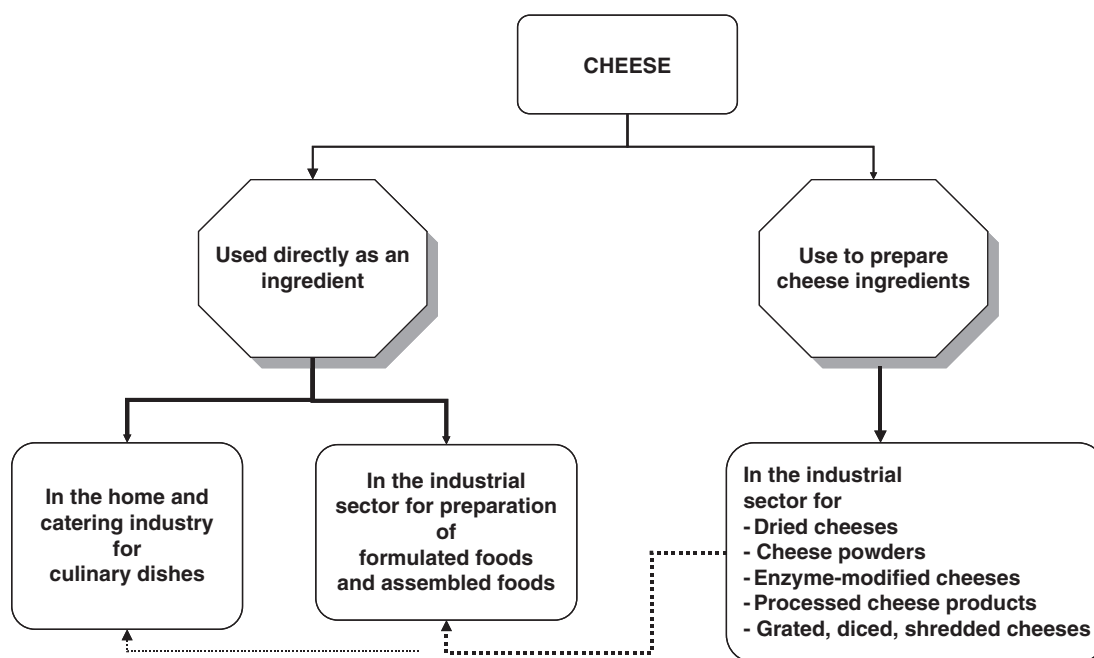 CHEESE
Used directly as an
ingredient
Use to prepare
cheese ingredients
In the home and
catering industry
for
culinary dishes
In the industrial
sector for preparation
of
formulated foods
and assembled foods
In the industrial
sector for
- Dried cheeses
- Cheese powders
- Enzyme-modified cheeses
- Processed cheese products
- Grated, diced, shredded cheeses